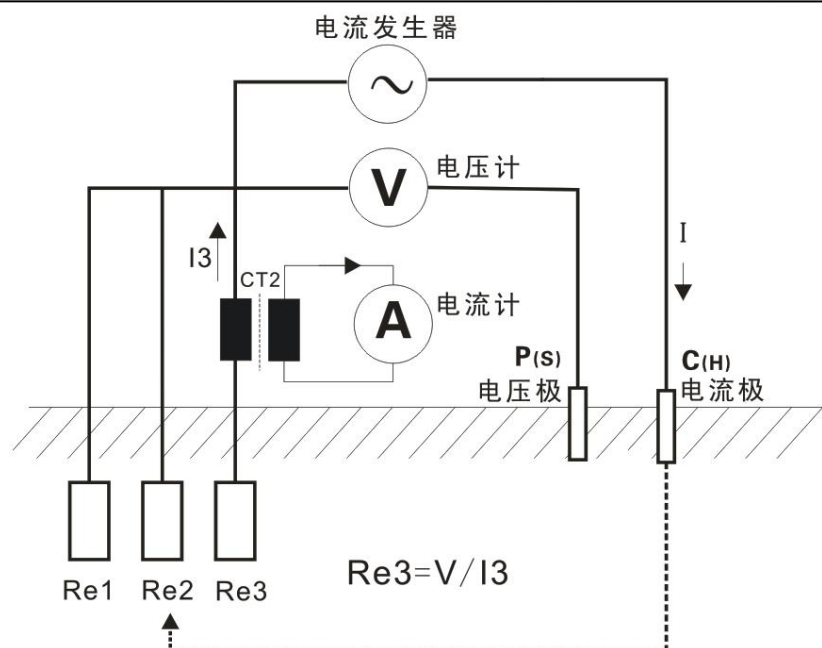 电流发生器
V
电压计
I3
CT2
A
电流计
I
P(S)
电压极
C(H)
电流极
Re1
Re2
Re3
Re3=V/I3